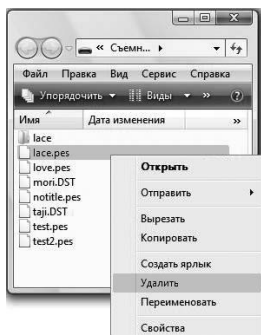 « Съемн...
Файл Правка Вид Сервис Справка
Упорядочить Виды »
Имя Дата изменения »
lace
lace.pes
love.pes
mori.DST
notitle.pes
taji.DST
test.pes
test2.pes
Открыть
Отправить
Вырезать
Копировать
Создать ярлык
Удалить
Переименовать
Свойства